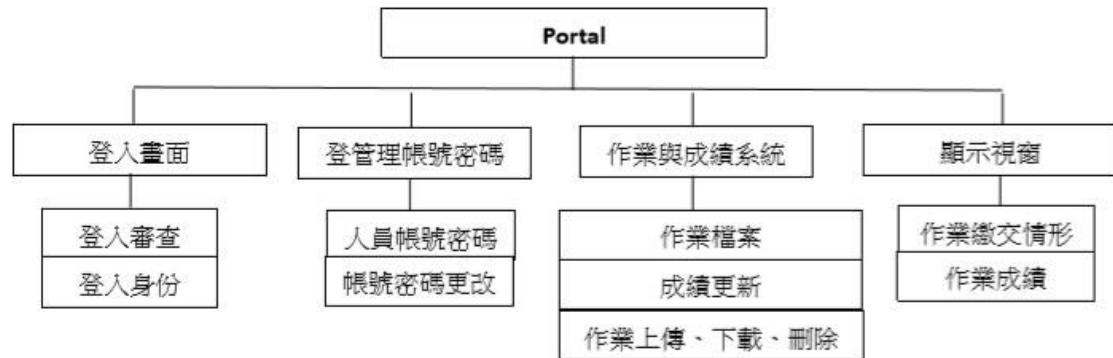 Portal
登入畫面
登管理帳號密碼
作業與成績系統
顯示視窗
登入審查
登入身份
人員帳號密碼
帳號密碼更改
作業檔案
成績更新
作業上傳、下載、刪除
作業繳交情形
作業成績